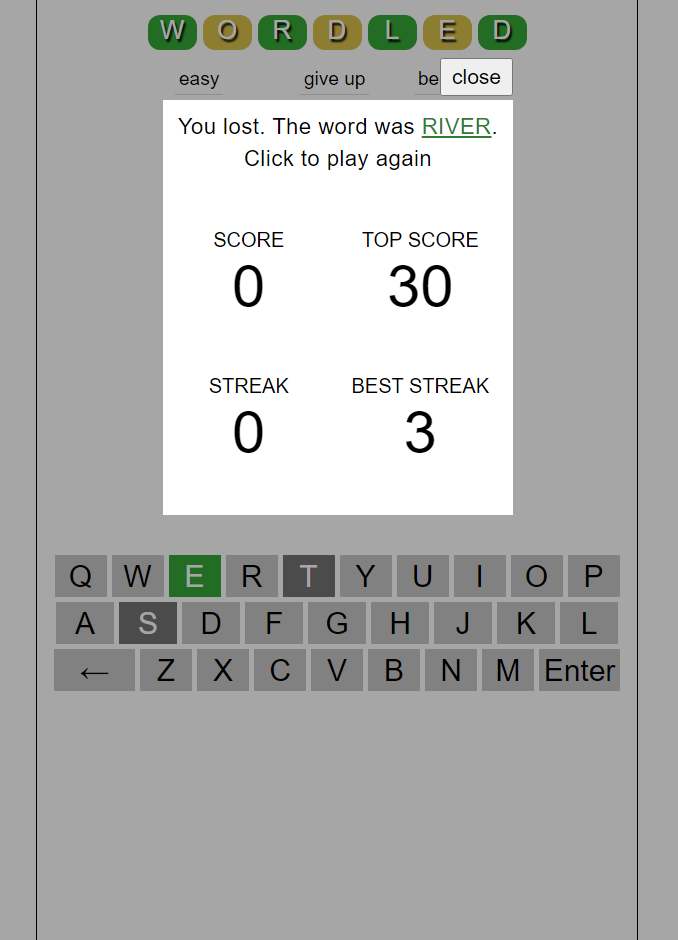 WORDLED
easy give up be close
You lost. The word was RIVER.
Click to play again
SCORE TOP SCORE
0 30
STREAK BEST STREAK
0 3
Q W E R T Y U I O P
A S D F G H J K L
← Z X C V B N M Enter